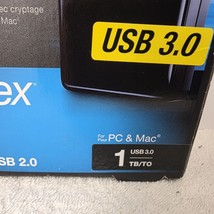 ec cryptage
Mac
USB 3.0
ex
For
Pour
PC & Mac®
1
USB 3.0
TB/TO
SB 2.0